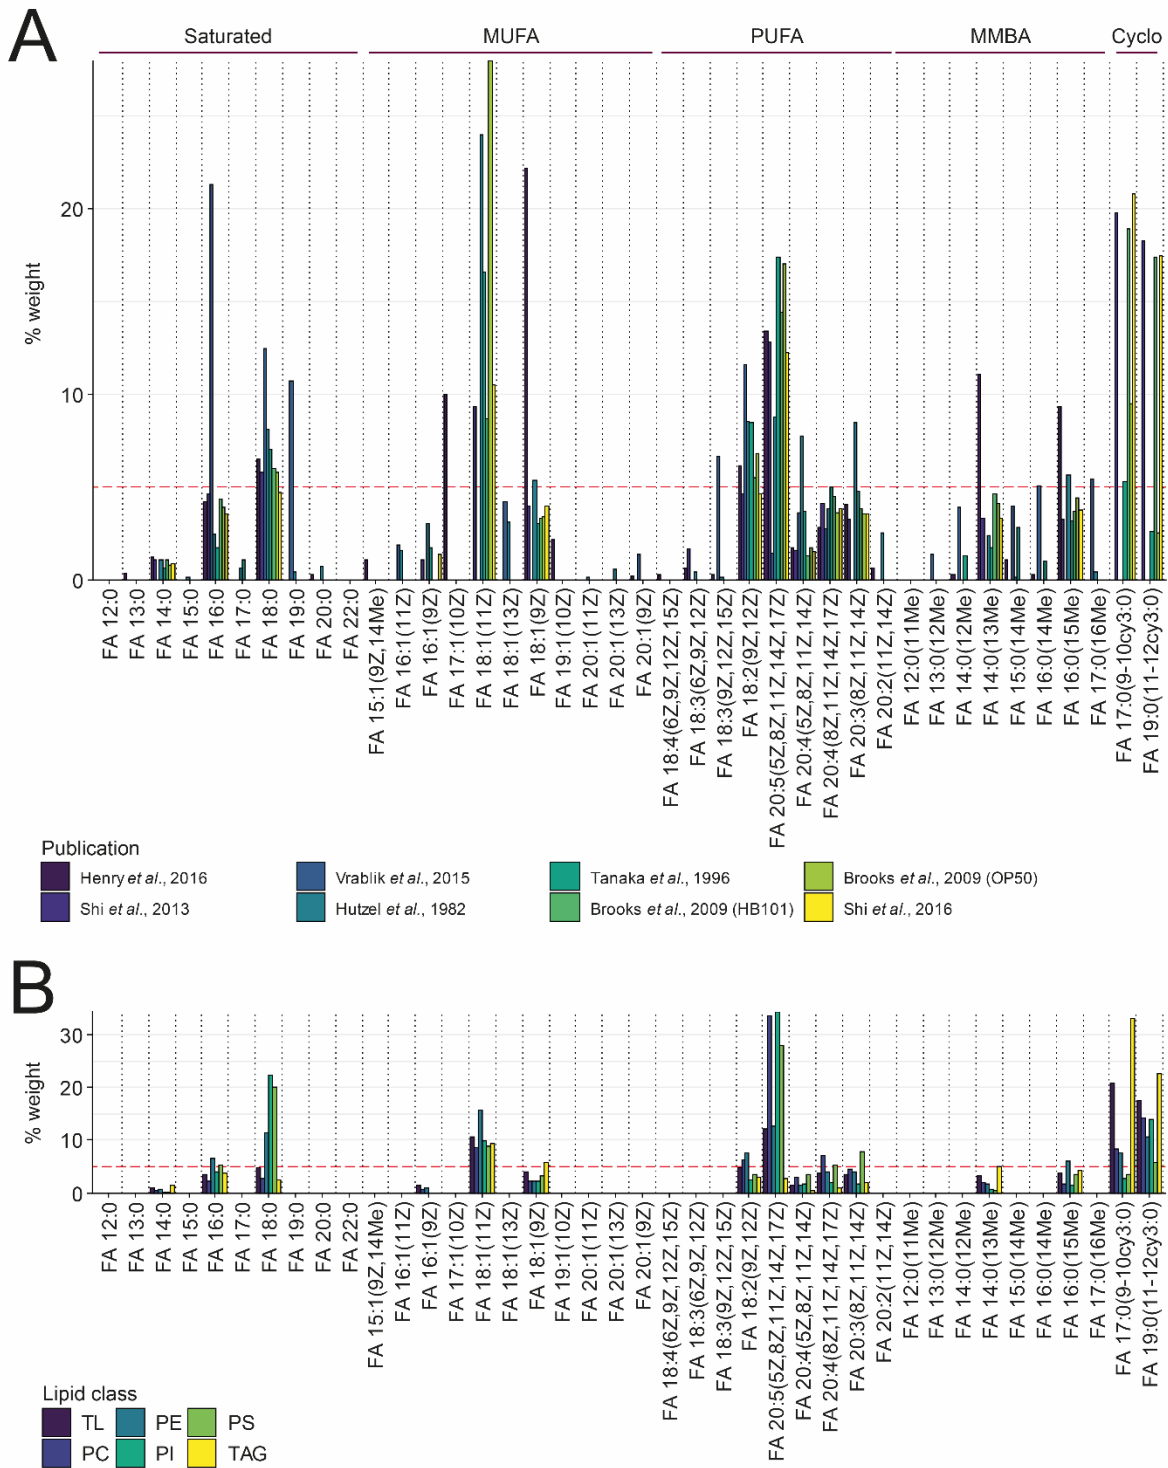 A
Saturated MUFA PUFA MMBA Cyclo
% weight
20
10
0
FA 12:0
FA 13:0
FA 14:0
FA 15:0
FA 16:0
FA 17:0
FA 18:0
FA 19:0
FA 20:0
FA 22:0
FA 15:1(9Z,14Me)
FA 16:1(11Z)
FA 16:1(9Z)
FA 17:1(10Z)
FA 18:1(11Z)
FA 18:1(13Z)
FA 18:1(9Z)
FA 19:1(10Z)
FA 20:1(11Z)
FA 20:1(13Z)
FA 20:1(9Z)
FA 18:4(6Z,9Z,12Z,15Z)
FA 18:3(6Z,9Z,12Z)
FA 18:3(9Z,12Z,15Z)
FA 18:2(9Z,12Z)
FA 20:5(5Z,8Z,11Z,14Z,17Z)
FA 20:4(5Z,8Z,11Z,14Z)
FA 20:4(8Z,11Z,14Z,17Z)
FA 20:3(8Z,11Z,14Z)
FA 20:2(11Z,14Z)
FA 12:0(11Me)
FA 13:0(12Me)
FA 14:0(12Me)
FA 14:0(13Me)
FA 15:0(14Me)
FA 16:0(14Me)
FA 16:0(15Me)
FA 17:0(16Me)
FA 17:0(9-10cy3:0)
FA 19:0(11-12cy3:0)
Publication
Henry et al., 2016 Vrablik et al., 2015 Tanaka et al., 1996 Brooks et al., 2009 (OP50)
Shi et al., 2013 Hutzel et al., 1982 Brooks et al., 2009 (HB101) Shi et al., 2016
B
% weight
30
20
10
0
FA 12:0
FA 13:0
FA 14:0
FA 15:0
FA 16:0
FA 17:0
FA 18:0
FA 19:0
FA 20:0
FA 22:0
FA 15:1(9Z,14Me)
FA 16:1(11Z)
FA 16:1(9Z)
FA 17:1(10Z)
FA 18:1(11Z)
FA 18:1(13Z)
FA 18:1(9Z)
FA 19:1(10Z)
FA 20:1(11Z)
FA 20:1(13Z)
FA 20:1(9Z)
FA 18:4(6Z,9Z,12Z,15Z)
FA 18:3(6Z,9Z,12Z)
FA 18:3(9Z,12Z,15Z)
FA 18:2(9Z,12Z)
FA 20:5(5Z,8Z,11Z,14Z,17Z)
FA 20:4(5Z,8Z,11Z,14Z)
FA 20:4(8Z,11Z,14Z,17Z)
FA 20:3(8Z,11Z,14Z)
FA 20:2(11Z,14Z)
FA 12:0(11Me)
FA 13:0(12Me)
FA 14:0(12Me)
FA 14:0(13Me)
FA 15:0(14Me)
FA 16:0(14Me)
FA 16:0(15Me)
FA 17:0(16Me)
FA 17:0(9-10cy3:0)
FA 19:0(11-12cy3:0)
Lipid class
TL PE PS
PC PI TAG